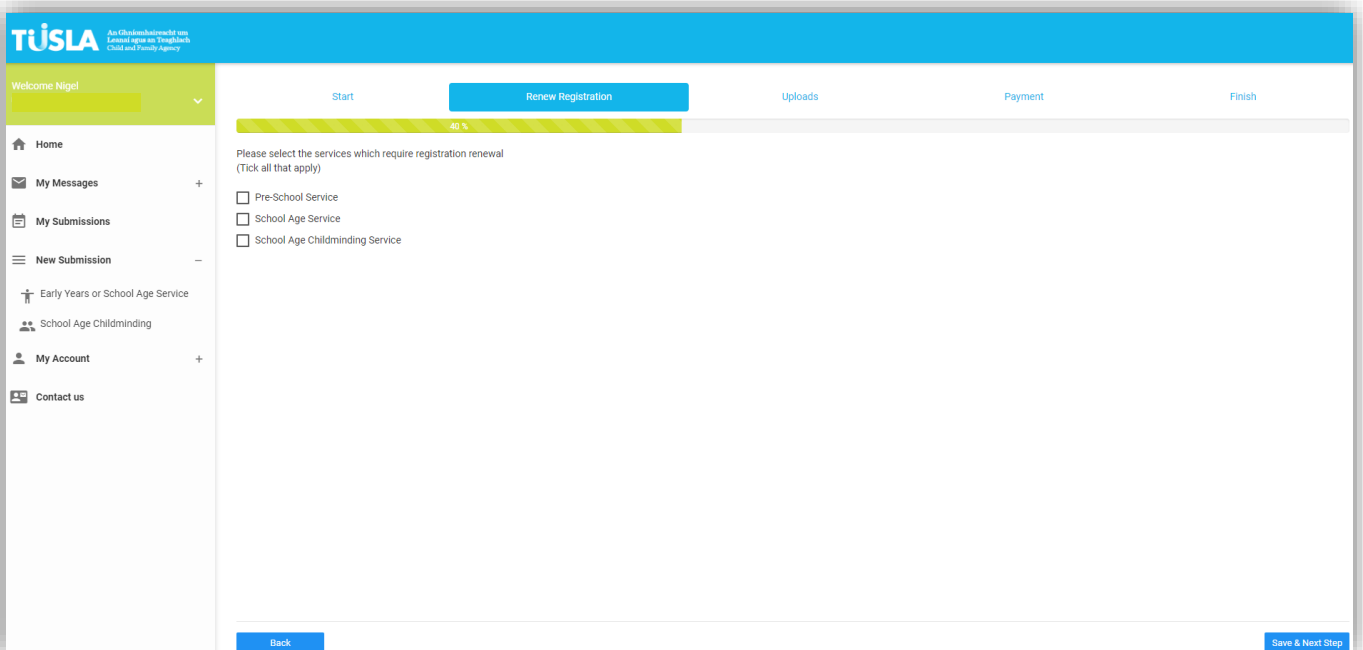 TUSLA
An Ghníomhaireacht um
Leanaí agus an Teaghlach
Child and Family Agency
Welcome Nigel
Start
Renew Registration
Uploads
Payment
Finish
40 %
Home
My Messages
+
My Submissions
New Submission
–
Early Years or School Age Service
School Age Childminding
My Account
+
Contact us
Please select the services which require registration renewal
(Tick all that apply)
Pre-School Service
School Age Service
School Age Childminding Service
Back
Save & Next Step